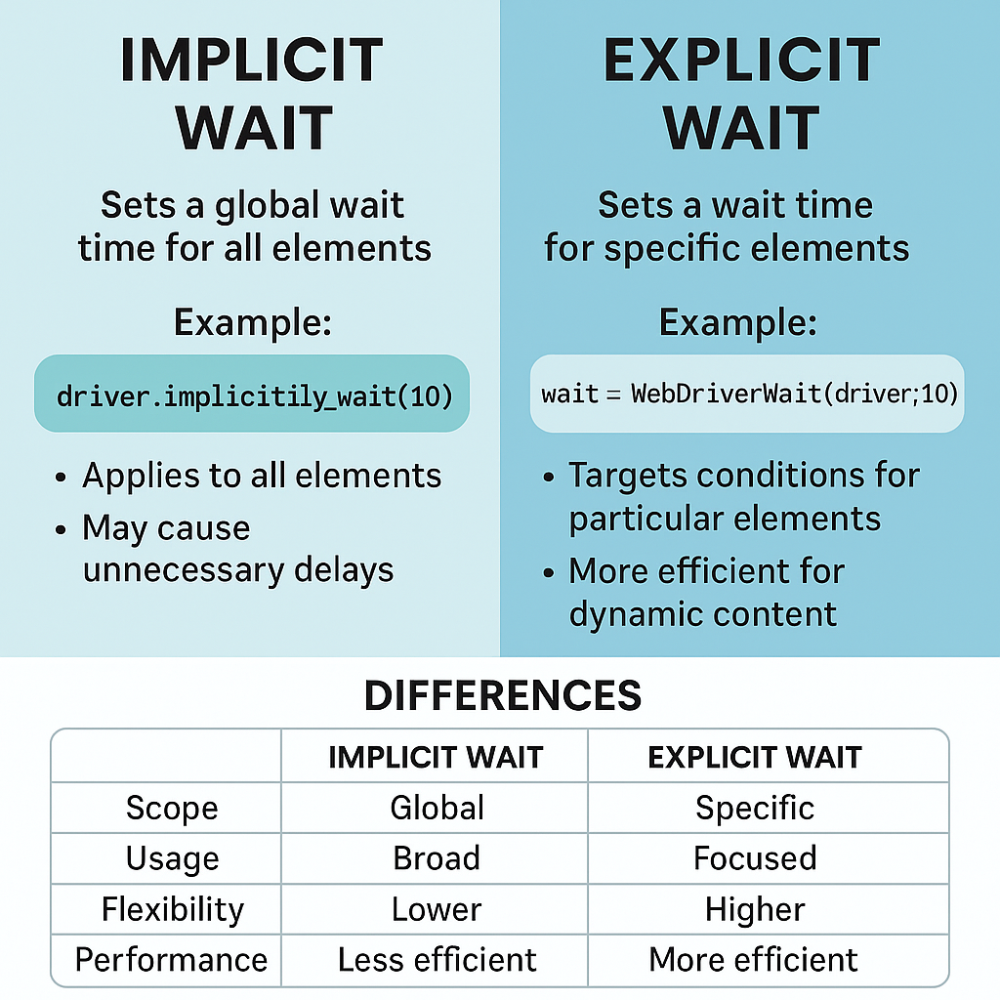 IMPLICIT
WAIT
Sets a global wait
time for all elements
Example:
driver.implicitily_wait(10)
• Applies to all elements
• May cause
unnecessary delays
EXPLICIT
WAIT
Sets a wait time
for specific elements
Example:
wait = WebDriverWait(driver;10)
• Targets conditions for
particular elements
• More efficient for
dynamic content
DIFFERENCES
IMPLICIT WAIT EXPLICIT WAIT
Scope Global Specific
Usage Broad Focused
Flexibility Lower Higher
Performance Less efficient More efficient